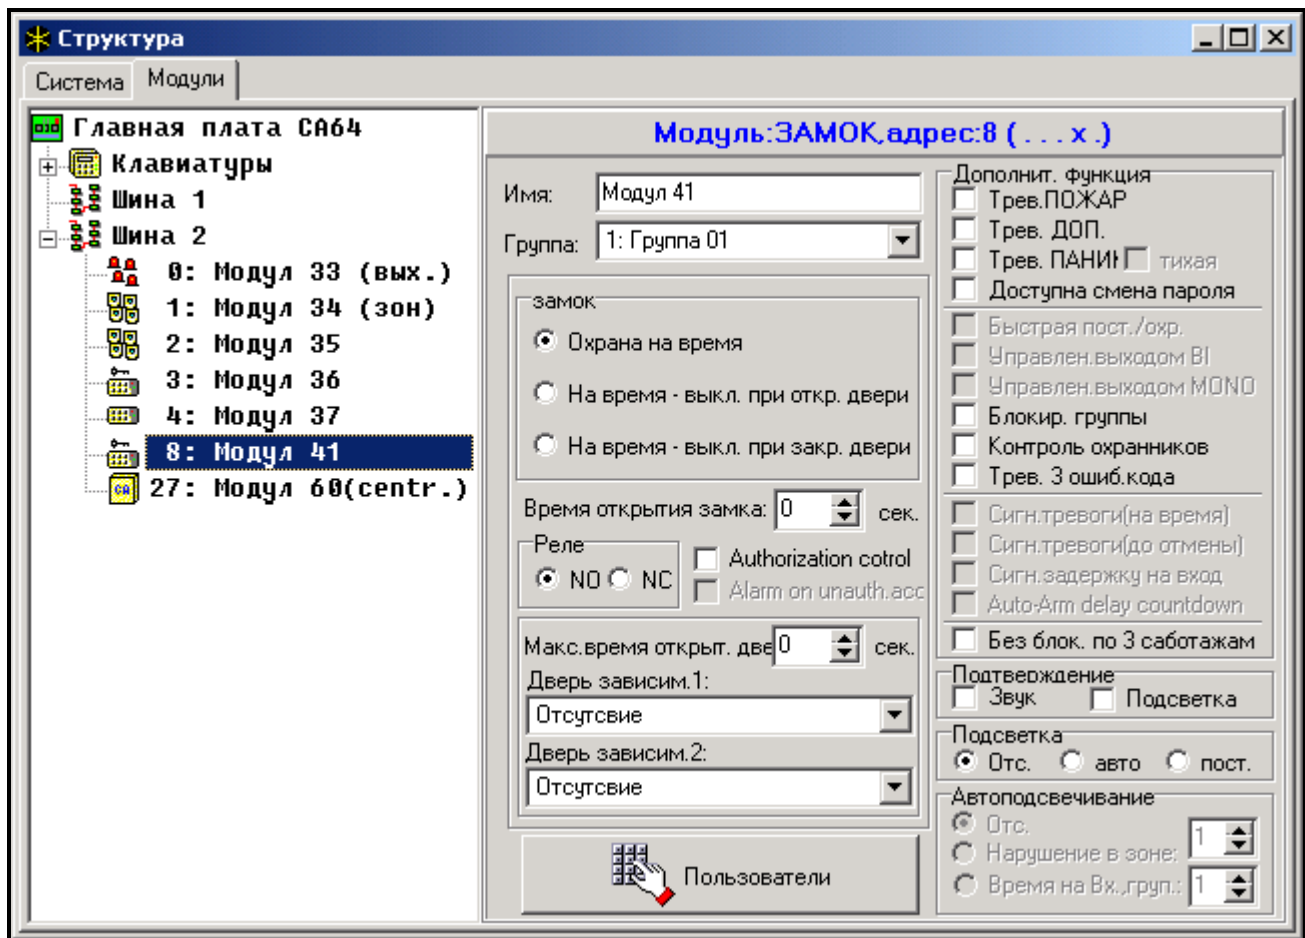 Структура
Система Модули
Главная плата CA64
Клавиатуры
Шина 1
Шина 2
0: Модул 33 (вых.)
1: Модул 34 (зон)
2: Модул 35
3: Модул 36
4: Модул 37
8: Модул 41
27: Модул 60(centr.)
Модуль:ЗАМОК,адрес:8 ( . . . x .)
Имя: Модул 41
Группа: 1: Группа 01
замок
Охрана на время
На время - выкл. при откр. двери
На время - выкл. при закр. двери
Время открытия замка: 0 сек.
Реле
NO NC
Authorization cotrol
Alarm on unauth.acc
Макс.время открыт. две 0 сек.
Дверь зависим.1:
Отсутсвие
Дверь зависим.2:
Отсутсвие
Пользователи
Дополнит. функция
Трев.ПОЖАР
Трев. ДОП.
Трев. ПАНИК тихая
Доступна смена пароля
Быстрая пост./охр.
Управлен.выходом BI
Управлен.выходом MONO
Блокир. группы
Контроль охранников
Трев. 3 ошиб.кода
Сигн.тревоги(на время)
Сигн.тревоги(до отмены)
Сигн.задержку на вход
Auto-Arm delay countdown
Без блок. по 3 саботажам
Подтверждение
Звук Подсветка
Подсветка
Отс. авто пост.
Автоподсвечивание
Отс.
Нарушение в зоне: 1
Время на Вх.,груп.: 1